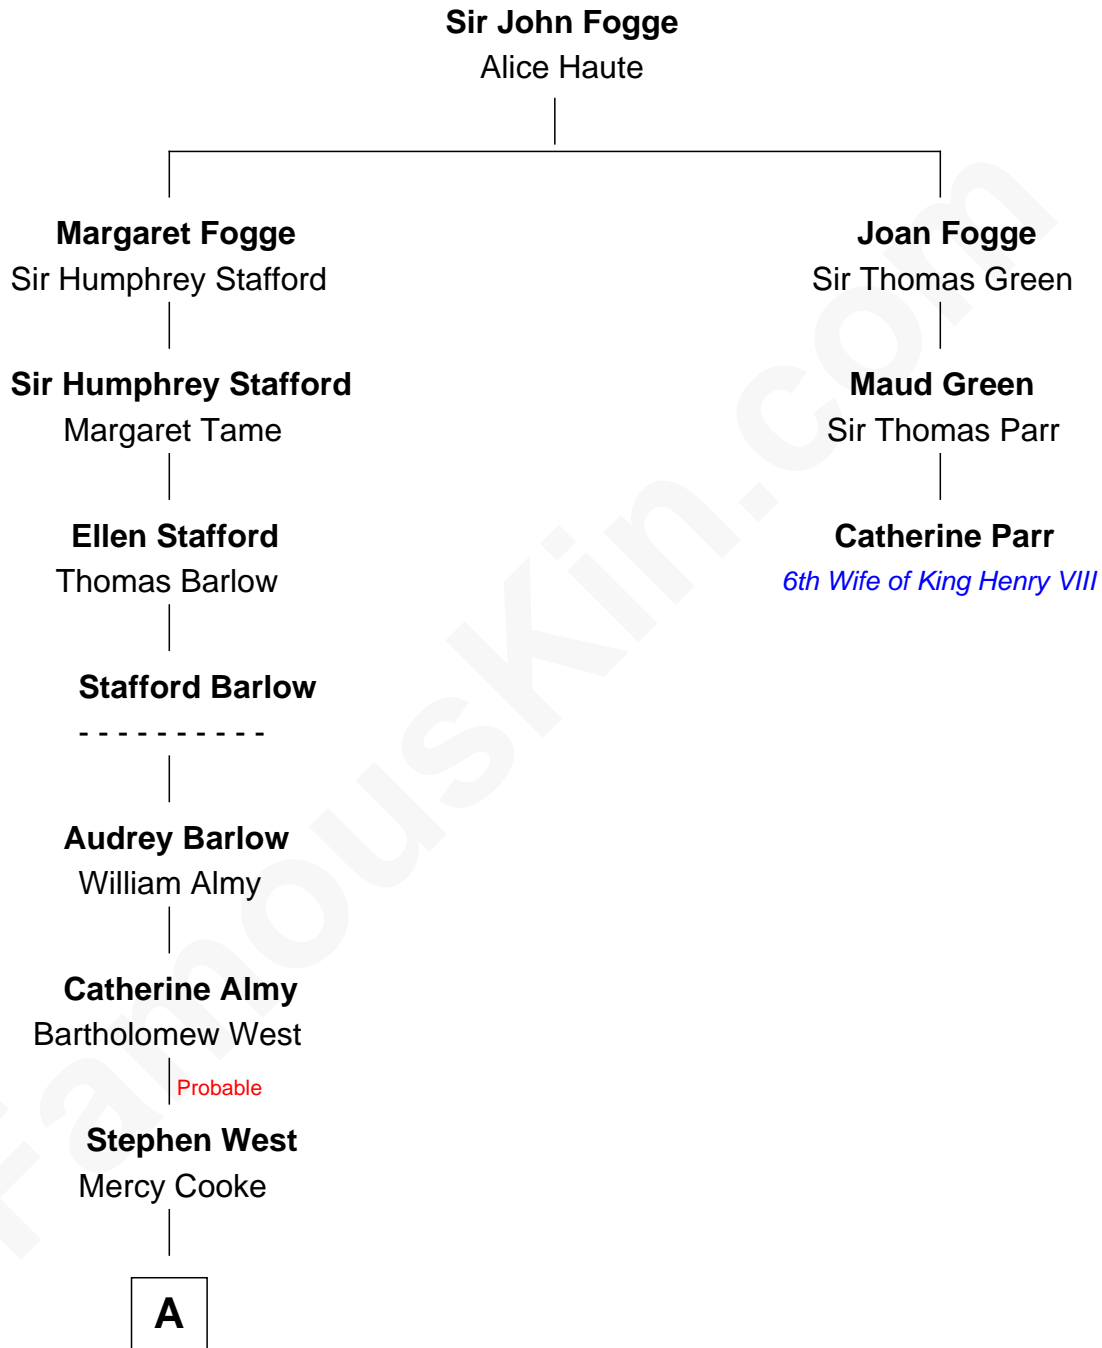 Sir John Fogge
Alice Haute
Margaret Fogge
Sir Humphrey Stafford
Joan Fogge
Sir Thomas Green
Sir Humphrey Stafford
Margaret Tame
Maud Green
Sir Thomas Parr
Ellen Stafford
Thomas Barlow
Catherine Parr
6th Wife of King Henry VIII
Stafford Barlow
- - - - - - - - - -
Audrey Barlow
William Almy
Catherine Almy
Bartholomew West
Probable
Stephen West
Mercy Cooke
A
FamousKin.com